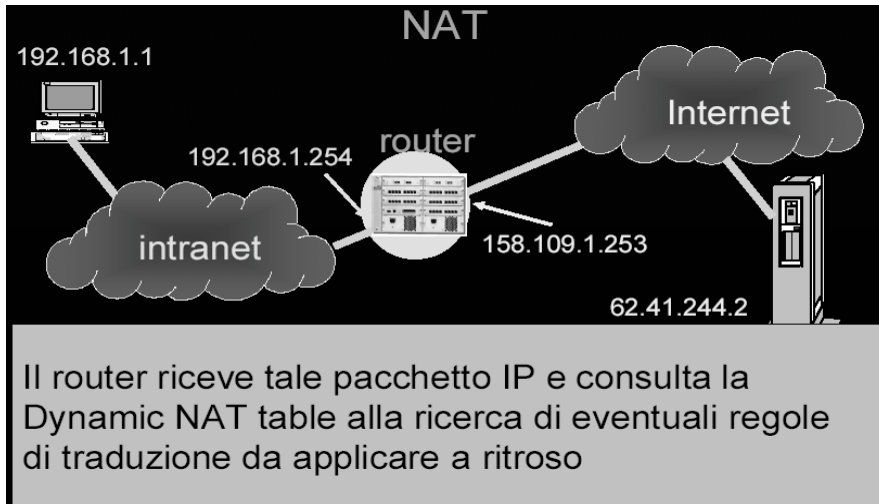 NAT
192.168.1.1
Internet
router
192.168.1.254
intranet
158.109.1.253
62.41.244.2
Il router riceve tale pacchetto IP e consulta la
Dynamic NAT table alla ricerca di eventuali regole
di traduzione da applicare a ritroso